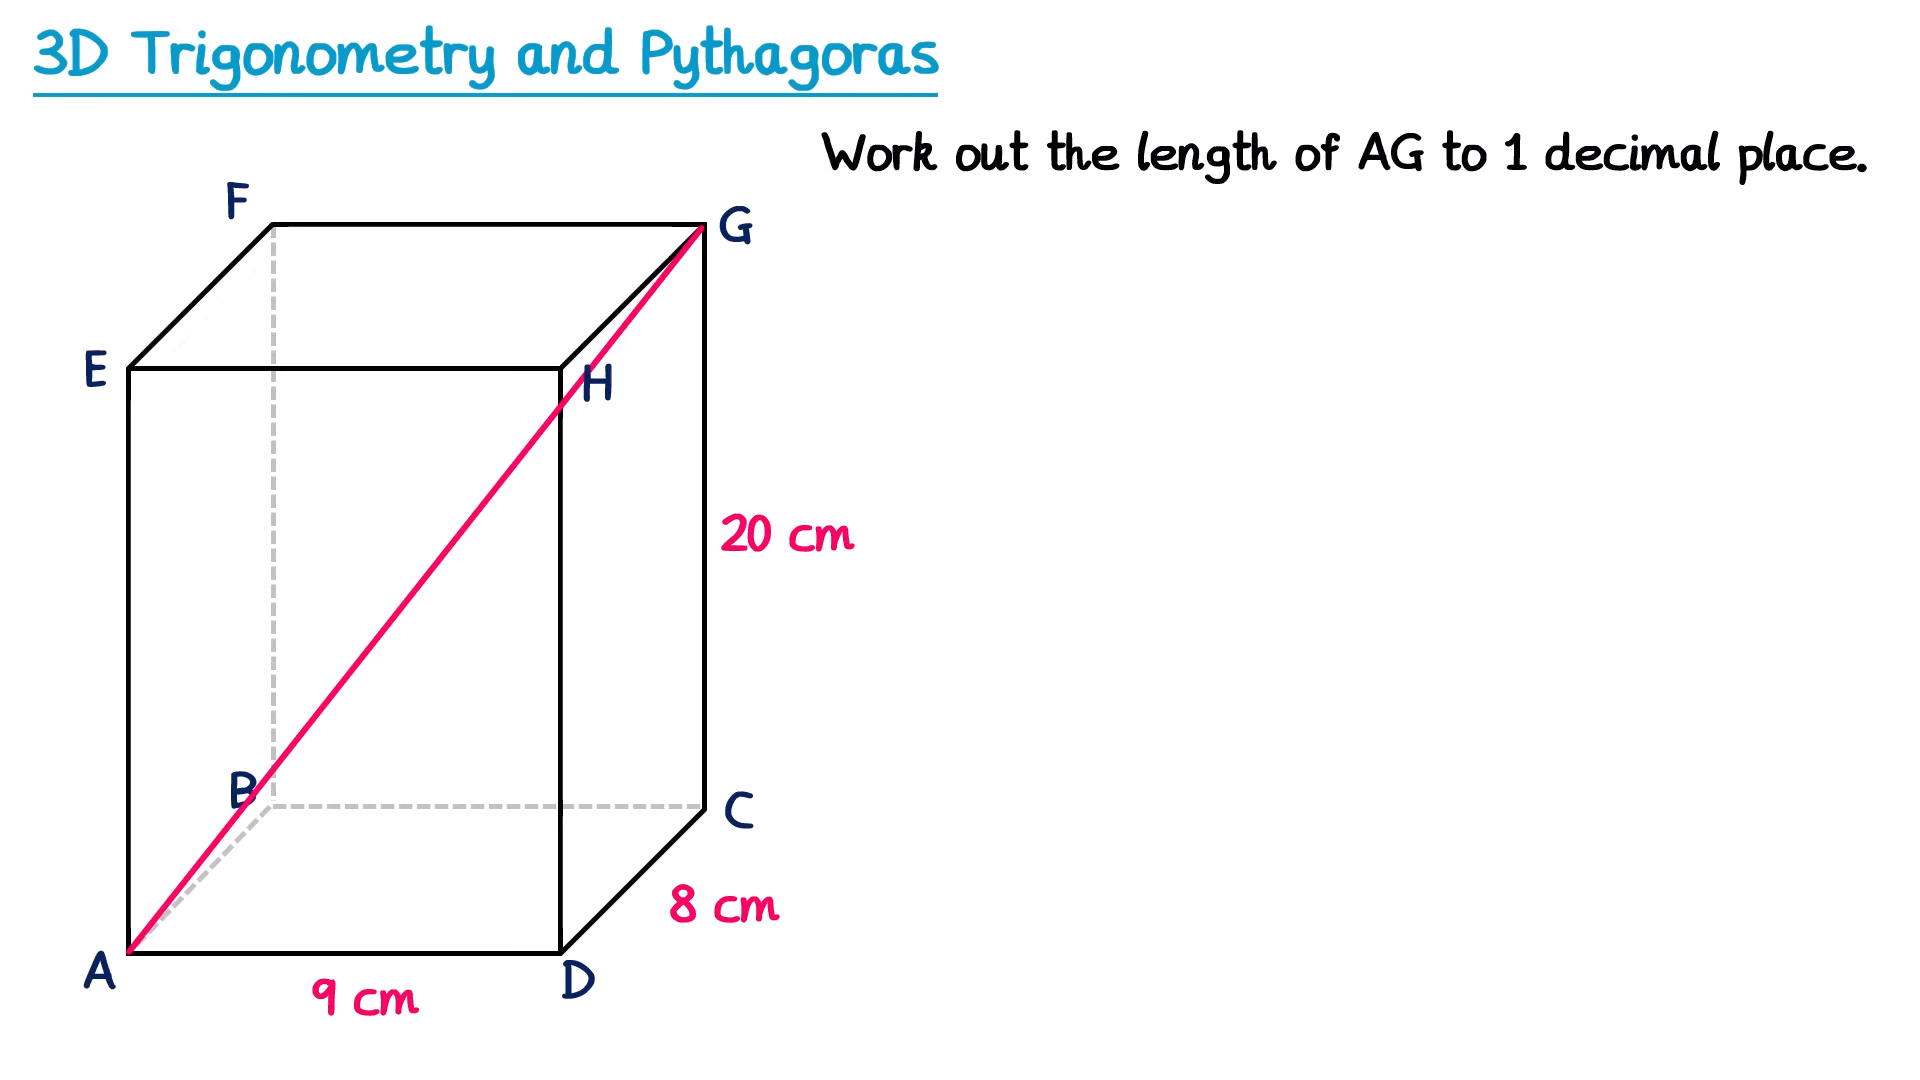 3D Trigonometry and Pythagoras
Work out the length of AG to 1 decimal place.
F
G
E
H
20 cm
B
C
8 cm
A
D
9 cm